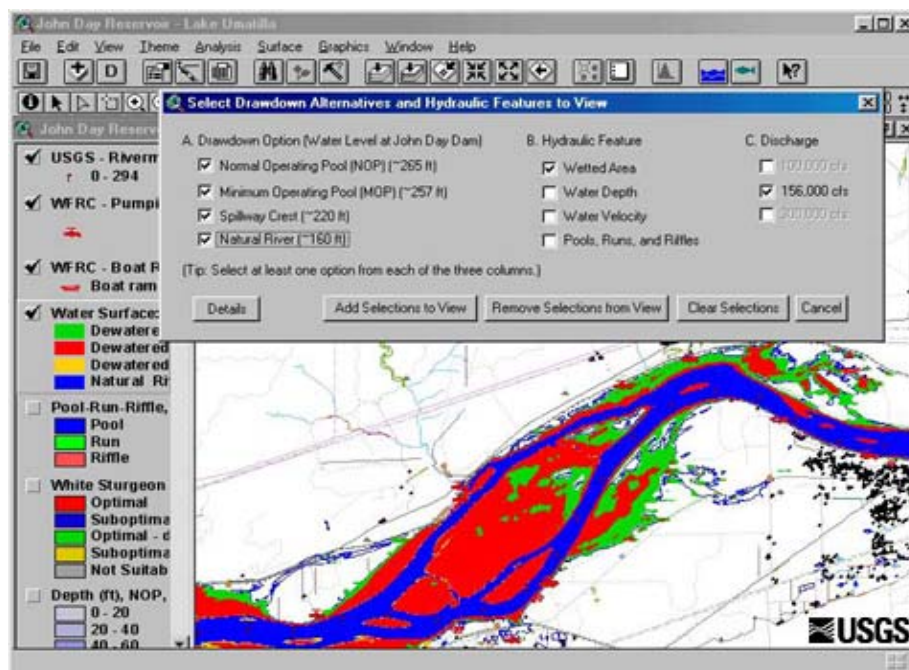 John Day Reservoir - Lake Umatilla
File Edit View Theme Analysis Surface Graphics Window Help
D
Select Drawdown Alternatives and Hydraulic Features to View
John Day Reserv
A. Drawdown Option (Water Level at John Day Dam)
B. Hydraulic Feature
C. Discharge
Normal Operating Pool (NOP) (~265 ft)
Wetted Area
100,000 cfs
Minimum Operating Pool (MOP) (~257 ft)
Water Depth
156,000 cfs
Spillway Crest (~220 ft)
Water Velocity
300,000 cfs
Natural River (~160 ft)
Pools, Runs, and Riffles
(Tip: Select at least one option from each of the three columns.)
Details Add Selections to View Remove Selections from View Clear Selections Cancel
USGS - Riverm
0 - 294
WFRC - Pumpi
WFRC - Boat R
Boat ram
Water Surface:
Dewatere
Dewatered
Dewatered
Natural Ri
Pool-Run-Riffle,
Pool
Run
Riffle
White Sturgeon
Optimal
Suboptima
Optimal - d
Suboptima
Not Suitab
Depth (ft), NOP,
0 - 20
20 - 40
40 - 60
USGS